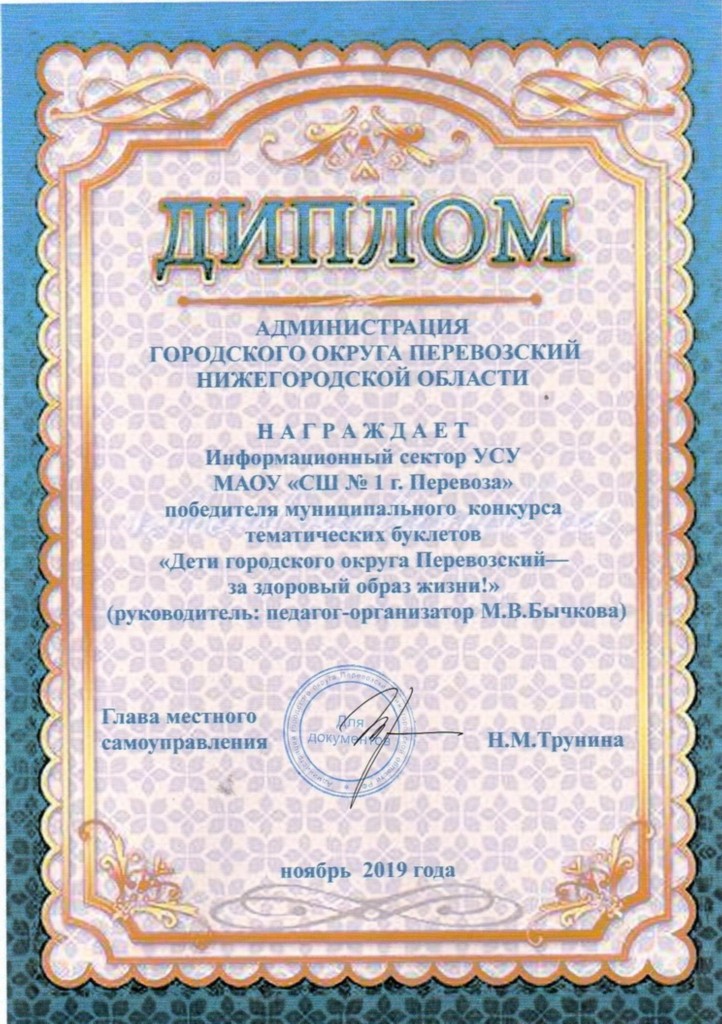 ДИПЛОМ
АДМИНИСТРАЦИЯ
ГОРОДСКОГО ОКРУГА ПЕРЕВОЗСКИЙ
НИЖЕГОРОДСКОЙ ОБЛАСТИ
Н А Г Р А Ж Д А Е Т
Информационный сектор УСУ
МАОУ «СШ № 1 г. Перевоза»
победителя муниципального конкурса
тематических буклетов
«Дети городского округа Перевозский—
за здоровый образ жизни!»
(руководитель: педагог-организатор М.В.Бычкова)
Глава местного
самоуправления
Для
документов
Н.М.Трунина
ноябрь 2019 года